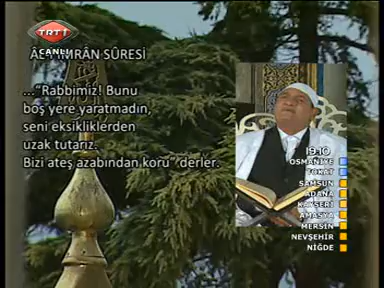 TRT 1
CANLI
ÂL-İ İMRÂN SÛRESİ
..."Rabbimiz! Bunu
boş yere yaratmadın,
seni eksikliklerden
uzak tutarız.
Bizi ateş azabından koru" derler.
19:10
OSMANİYE
TOKAT
SAMSUN
ADANA
KAYSERİ
AMASYA
MERSİN
NEVŞEHİR
NİĞDE